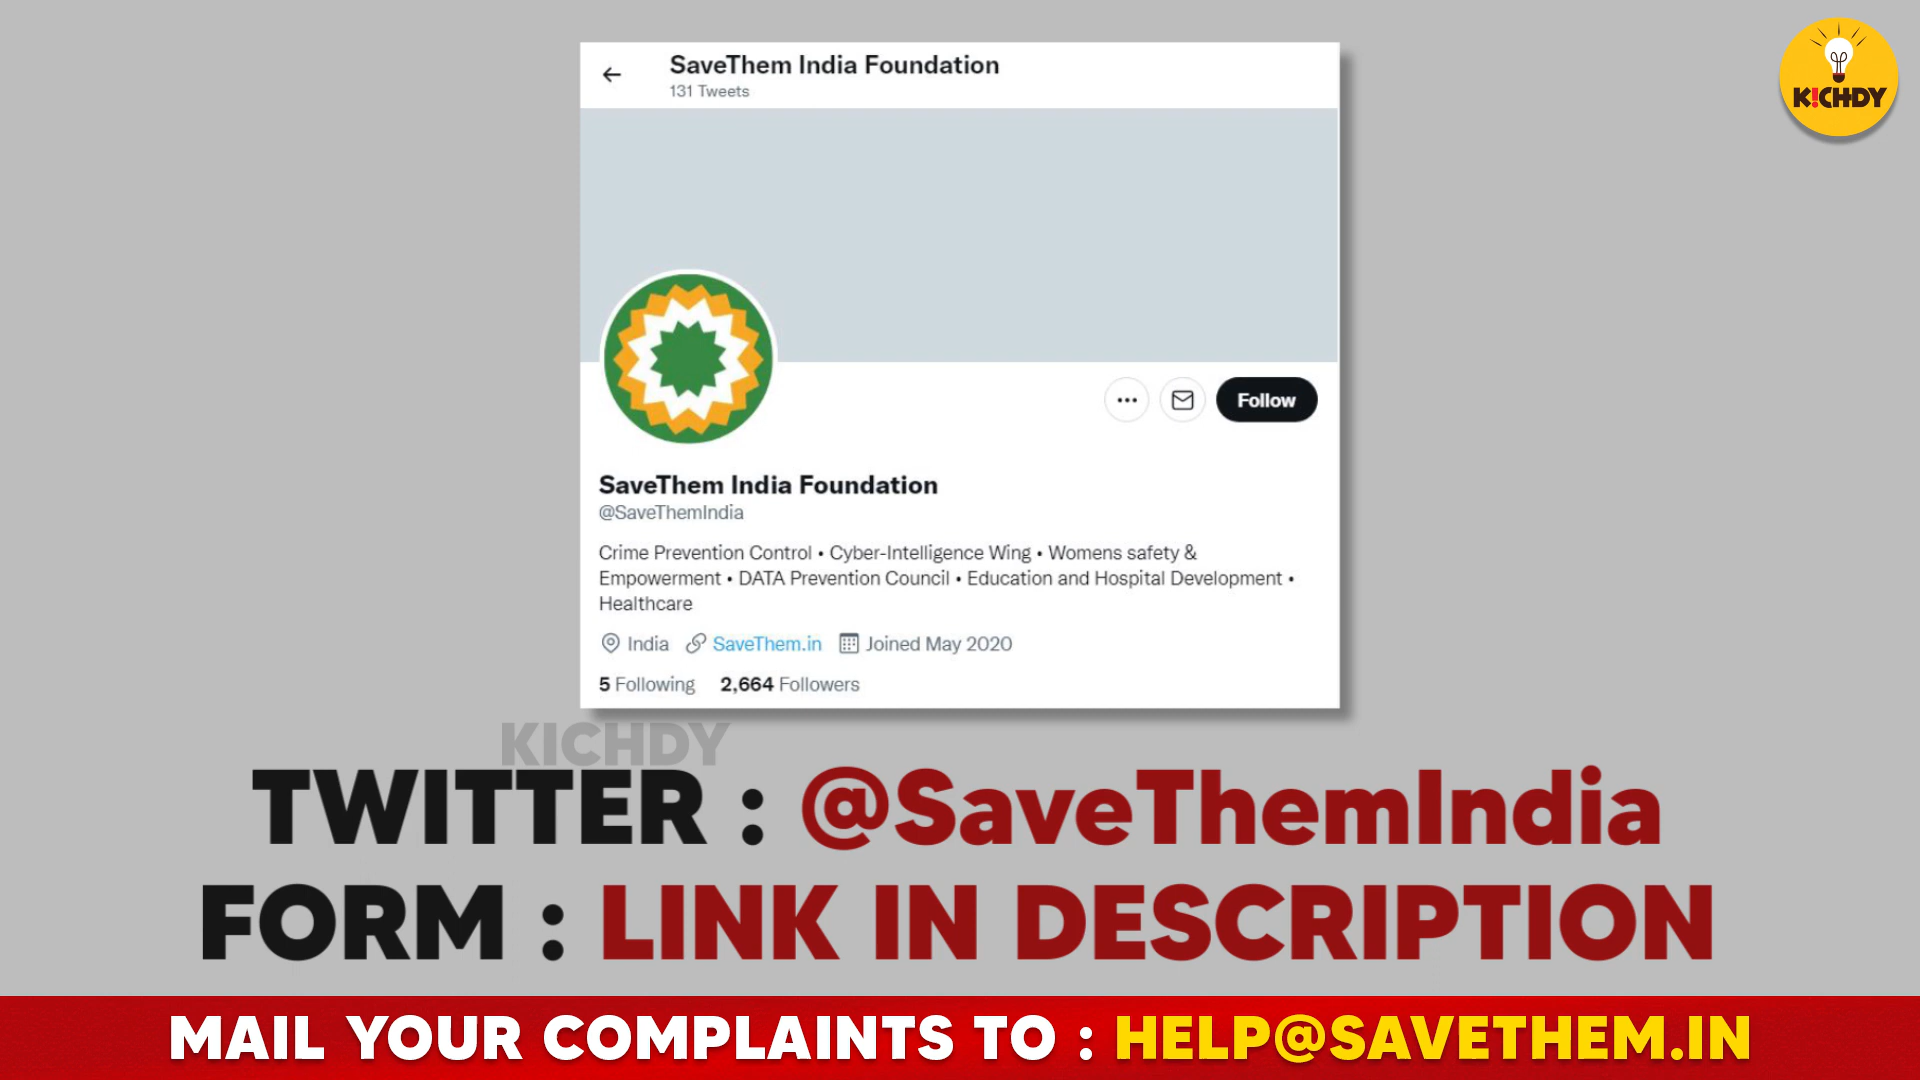 SaveThem India Foundation
131 Tweets
K!CHDY
Follow
SaveThem India Foundation
@SaveThemIndia
Crime Prevention Control • Cyber-Intelligence Wing • Womens safety &
Empowerment • DATA Prevention Council • Education and Hospital Development •
Healthcare
India SaveThem.in Joined May 2020
5 Following 2,664 Followers
KICHDY
TWITTER : @SaveThemIndia
FORM : LINK IN DESCRIPTION
MAIL YOUR COMPLAINTS TO : HELP@SAVETHEM.IN